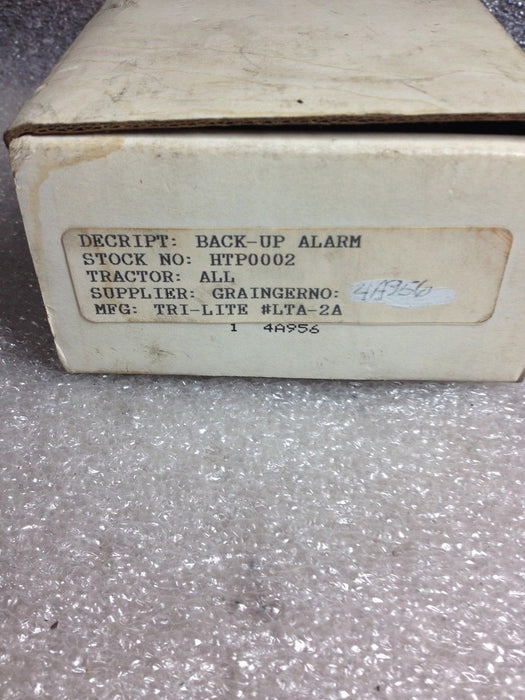 DECRIPT: BACK-UP ALARM
STOCK NO: HTP0002
TRACTOR: ALL
SUPPLIER: GRAINGERNO: 4A956
MFG: TRI-LITE #LTA-2A
1 4A956